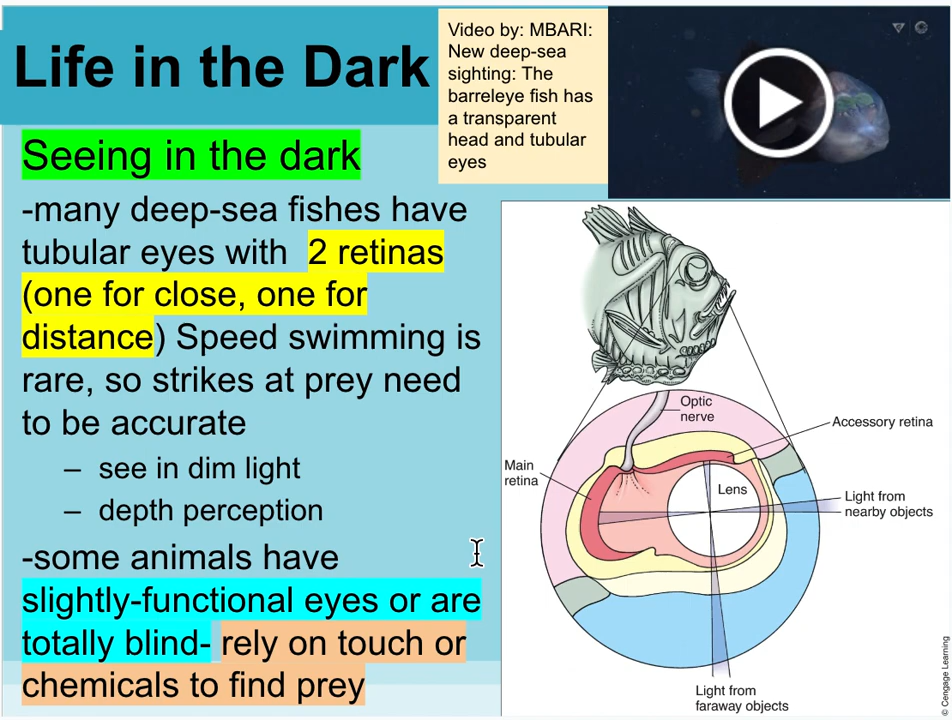 Life in the Dark
Video by: MBARI:
New deep-sea
sighting: The
barreleye fish has
a transparent
head and tubular
eyes
Seeing in the dark
-many deep-sea fishes have
tubular eyes with 2 retinas
(one for close, one for
distance) Speed swimming is
rare, so strikes at prey need
to be accurate
– see in dim light
– depth perception
-some animals have
slightly-functional eyes or are
totally blind- rely on touch or
chemicals to find prey
Optic
nerve
Accessory retina
Main
retina
Lens
Light from
nearby objects
Light from
faraway objects
© Cengage Learning